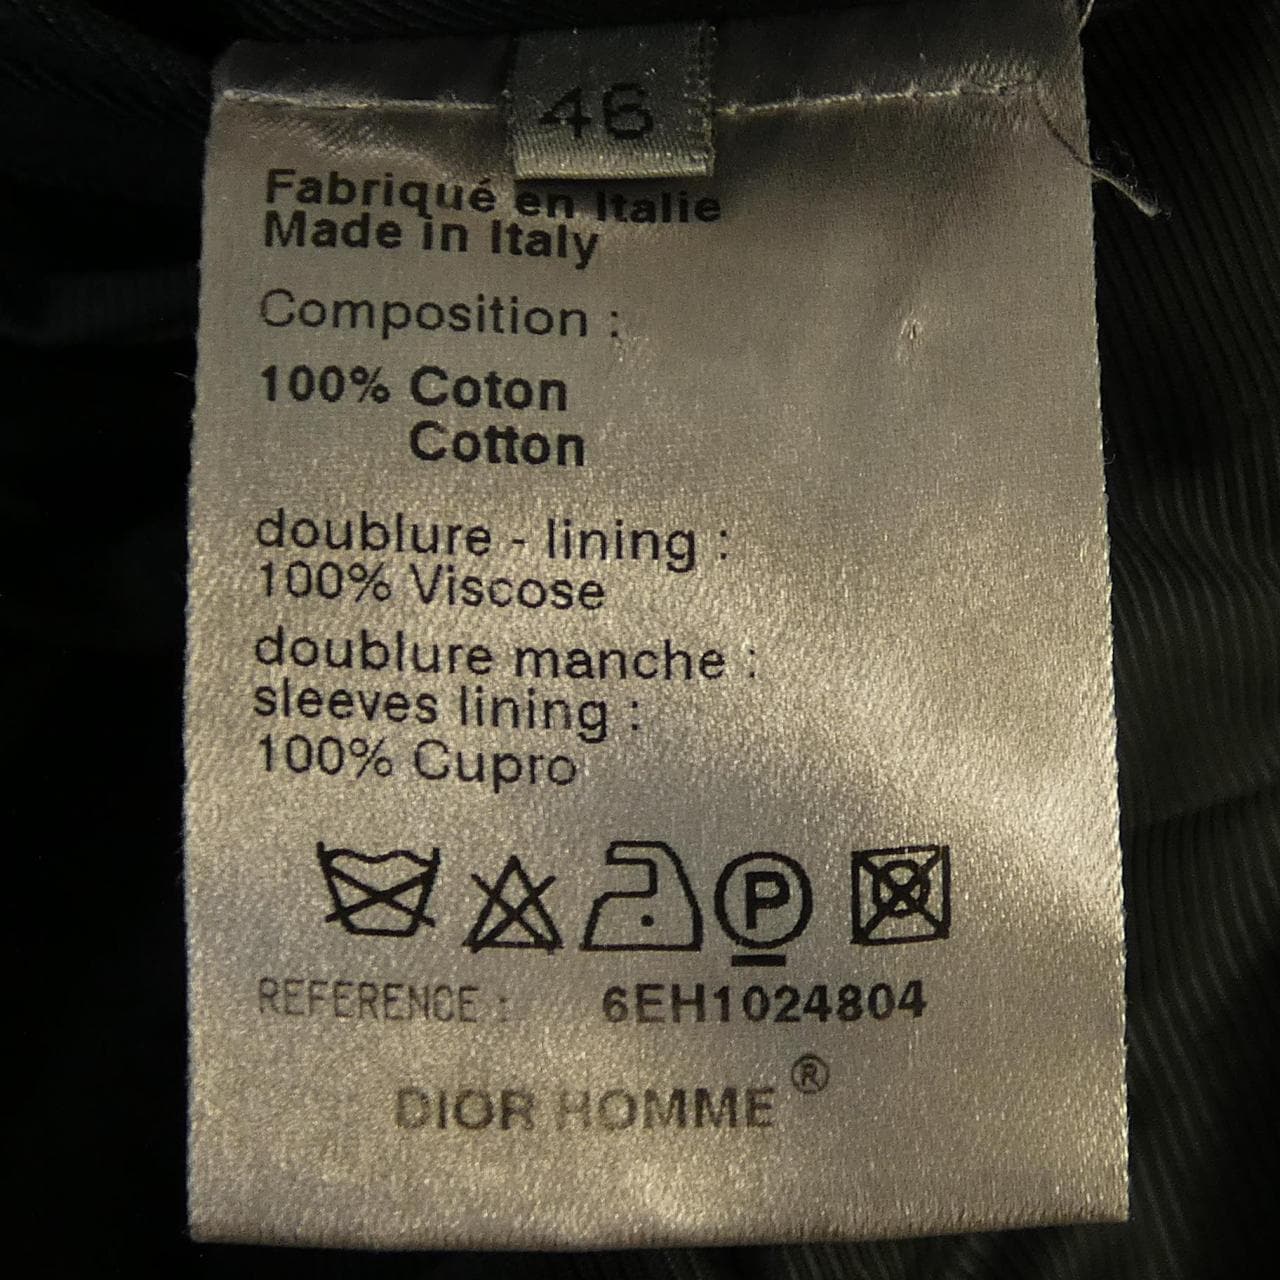 46
Fabriqué en Italie
Made in Italy
Composition :
100% Coton
Cotton
doublure - lining :
100% Viscose
doublure manche :
sleeves lining :
100% Cupro
P
REFERENCE : 6EH1024804
DIOR HOMME®